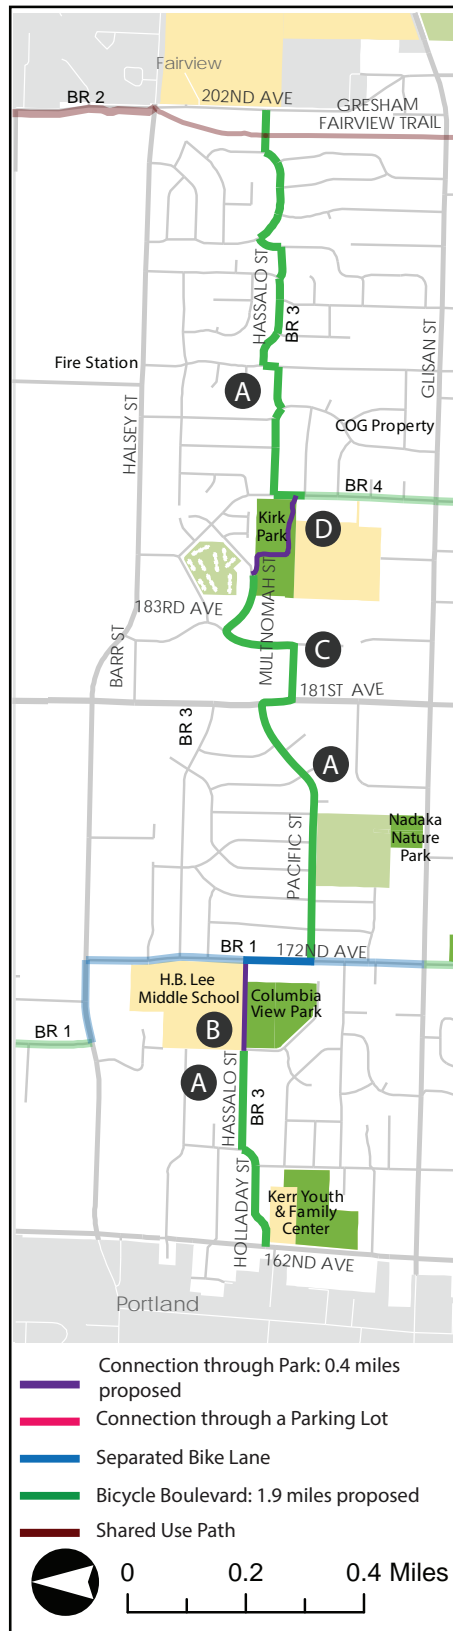 Fairview
BR 2
202ND AVE
GRESHAM
FAIRVIEW TRAIL
HASSALO ST
BR 3
GLISAN ST
Fire Station
A
HALSEY ST
COG Property
BR 4
Kirk
Park
D
183RD AVE
MULTNOMAH ST
C
BARR ST
181ST AVE
BR 3
A
PACIFIC ST
Nadaka
Nature
Park
BR 1
172ND AVE
H.B. Lee
Middle School
Columbia
View Park
B
BR 1
A
HASSALO ST
BR 3
HOLLADAY ST
Kerr Youth
& Family
Center
162ND AVE
Portland
Connection through Park: 0.4 miles
proposed
Connection through a Parking Lot
Separated Bike Lane
Bicycle Boulevard: 1.9 miles proposed
Shared Use Path
0 0.2 0.4 Miles